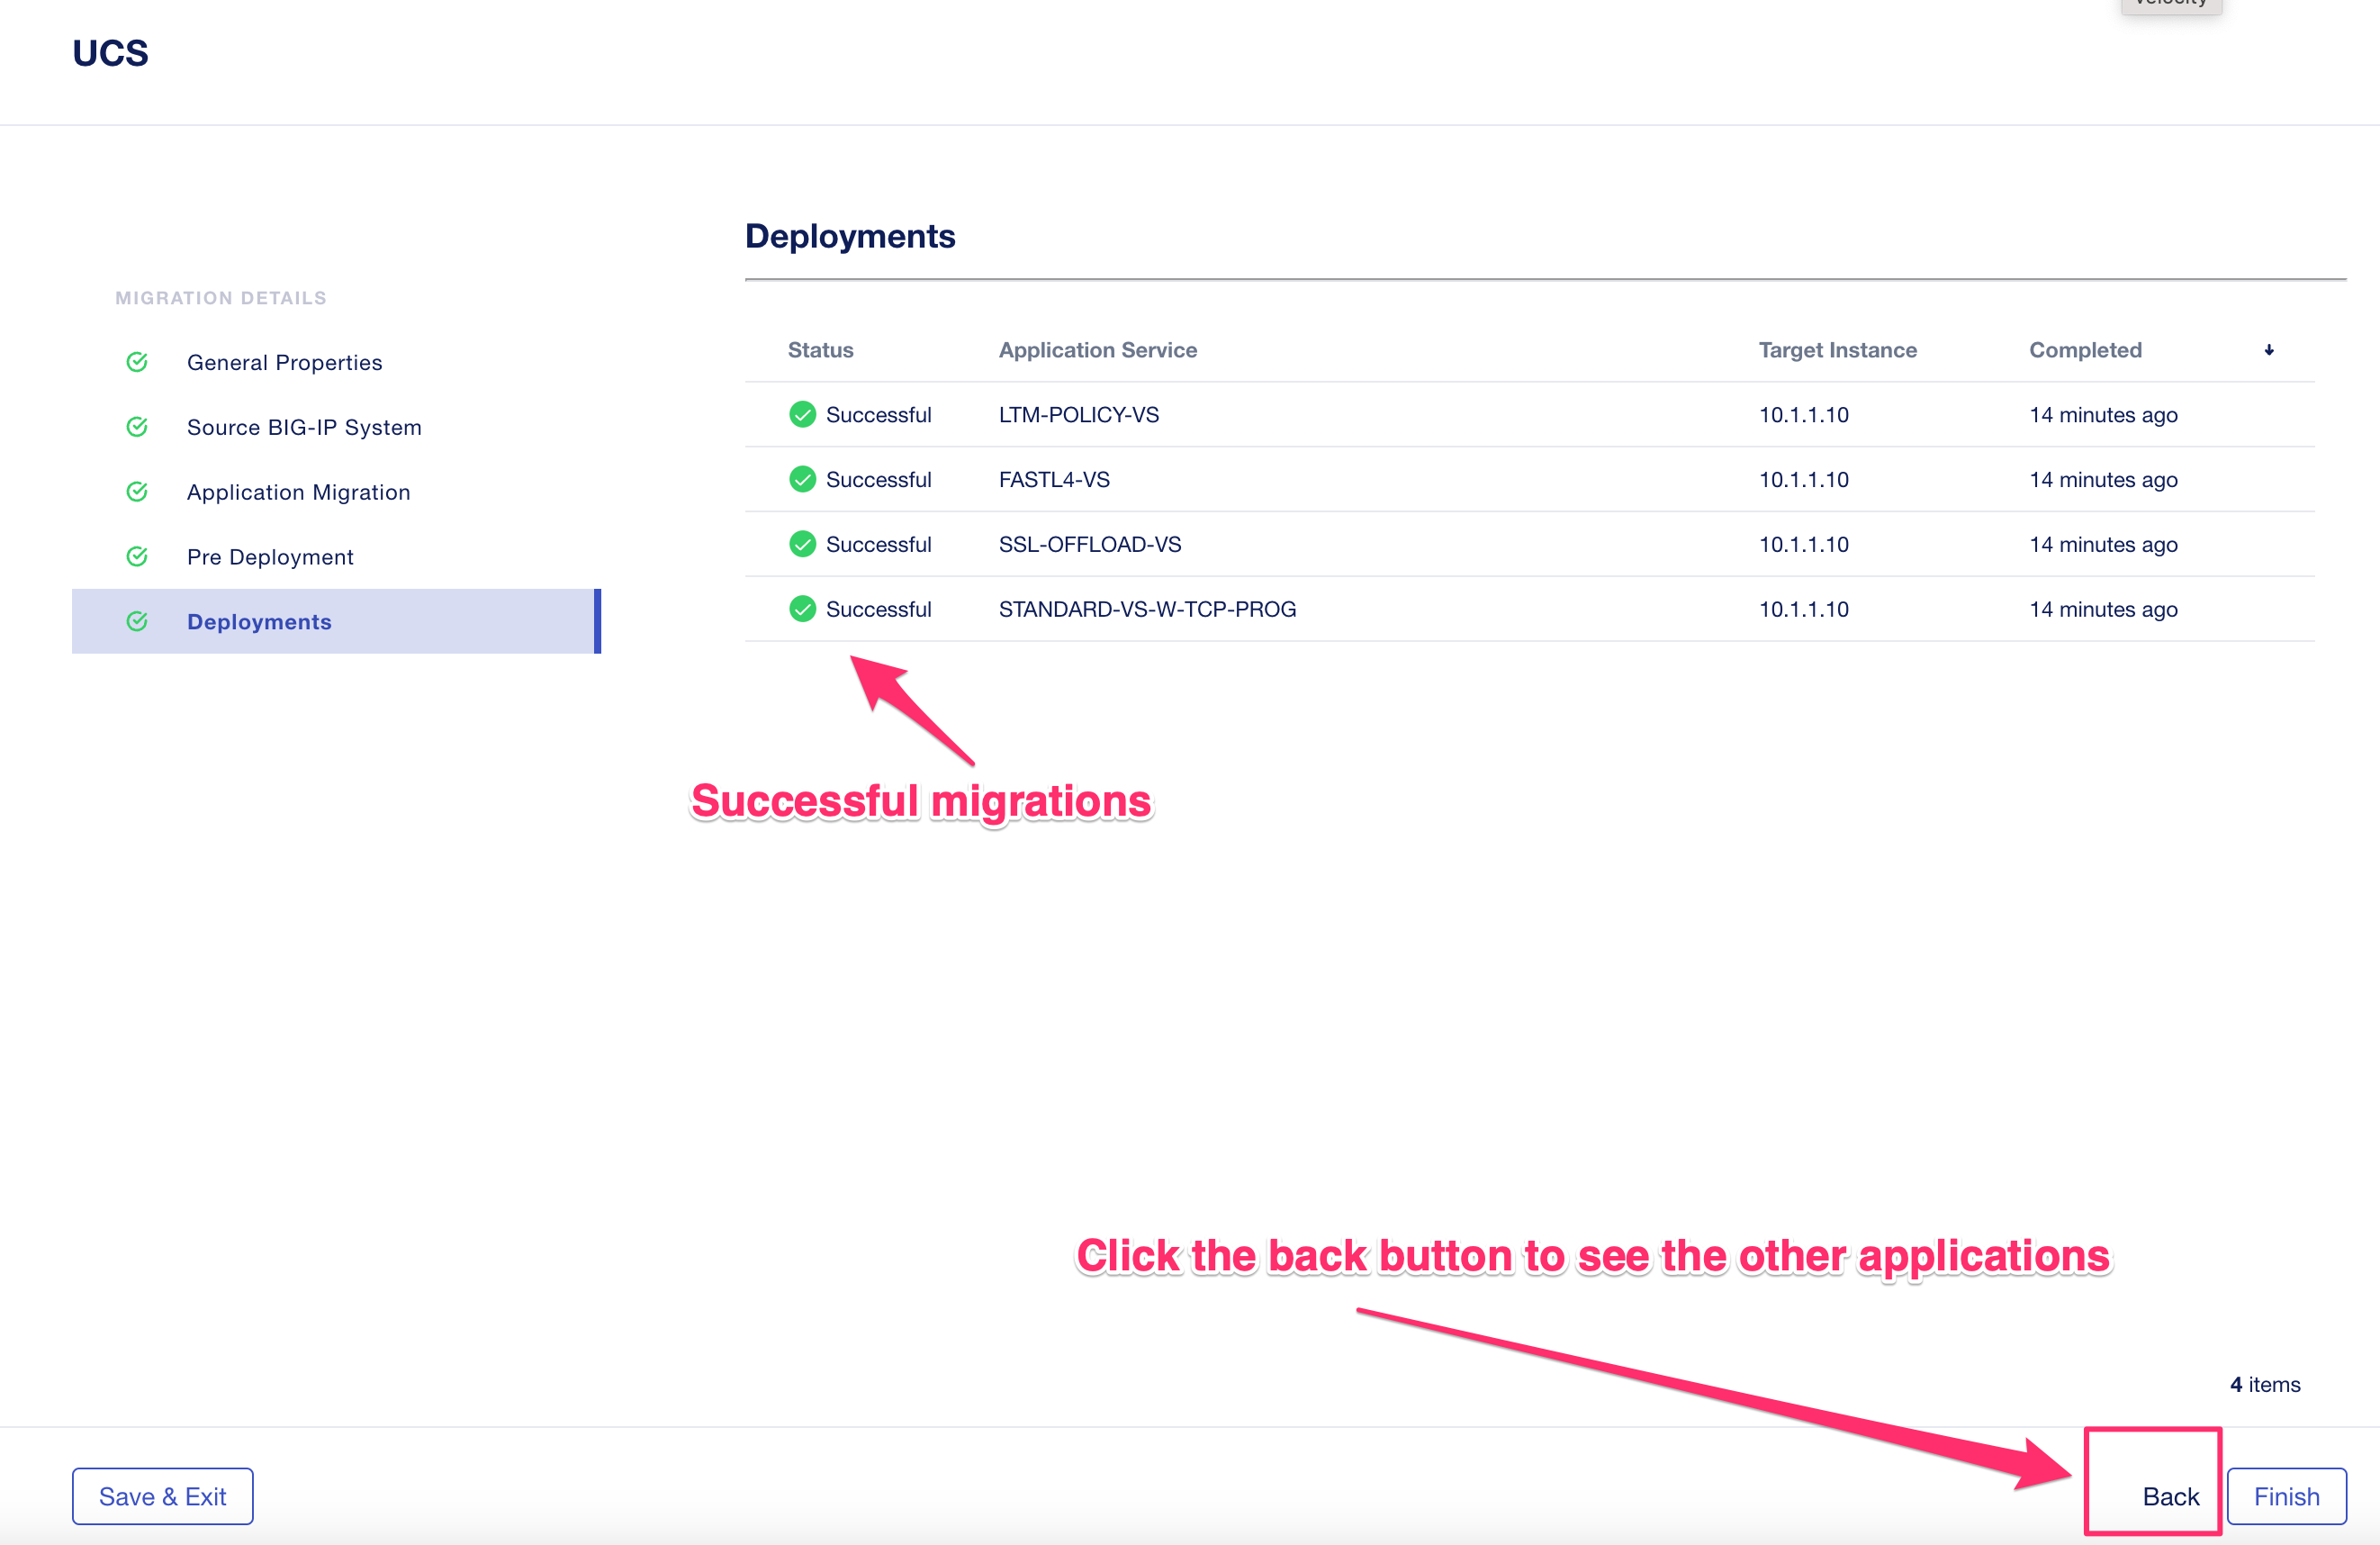 Velocity
UCS
Deployments
MIGRATION DETAILS
General Properties
Source BIG-IP System
Application Migration
Pre Deployment
Deployments
Status Application Service Target Instance Completed
Successful LTM-POLICY-VS 10.1.1.10 14 minutes ago
Successful FASTL4-VS 10.1.1.10 14 minutes ago
Successful SSL-OFFLOAD-VS 10.1.1.10 14 minutes ago
Successful STANDARD-VS-W-TCP-PROG 10.1.1.10 14 minutes ago
Successful migrations
Click the back button to see the other applications
4 items
Save & Exit
Back
Finish